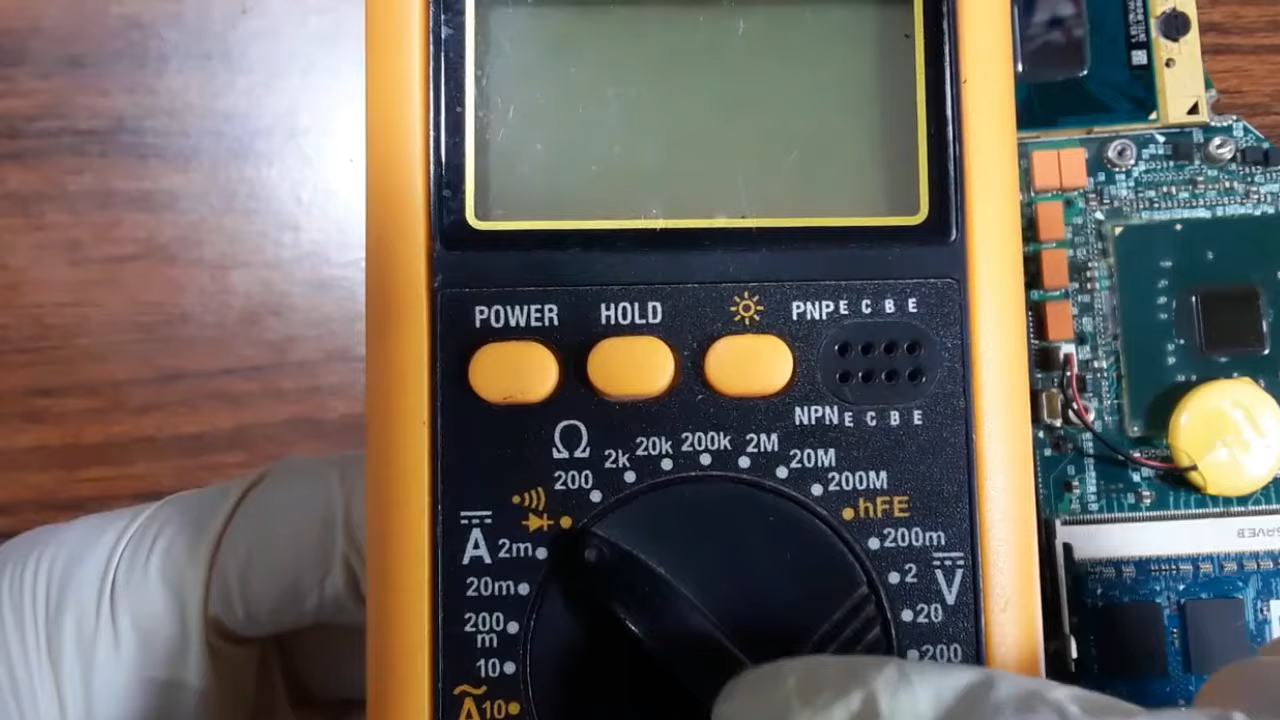 POWER HOLD PNP E C B E
NPN E C B E
Ω
200 2k 20k 200k 2M 20M 200M
hFE
A 2m
20m
200
m
10
A 10
200m
2 V
20
200